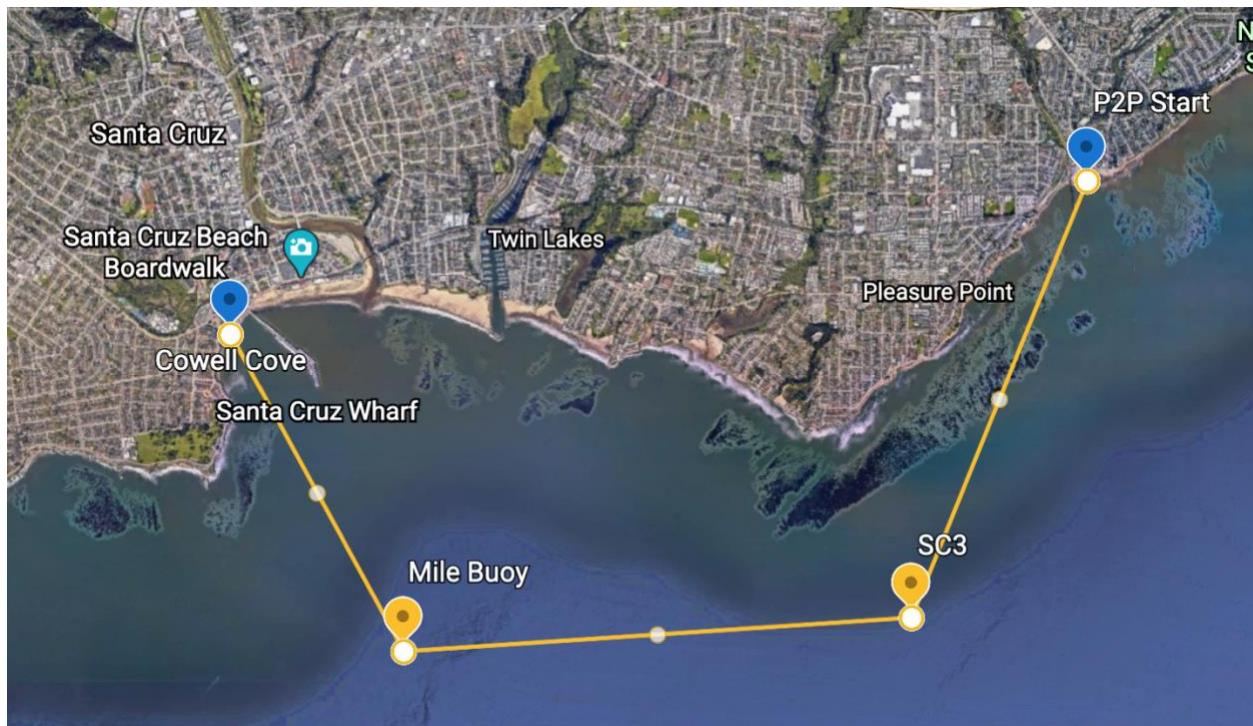 N
S
P2P Start
Santa Cruz
Santa Cruz Beach
Boardwalk
Twin Lakes
Pleasure Point
Cowell Cove
Santa Cruz Wharf
SC3
Mile Buoy